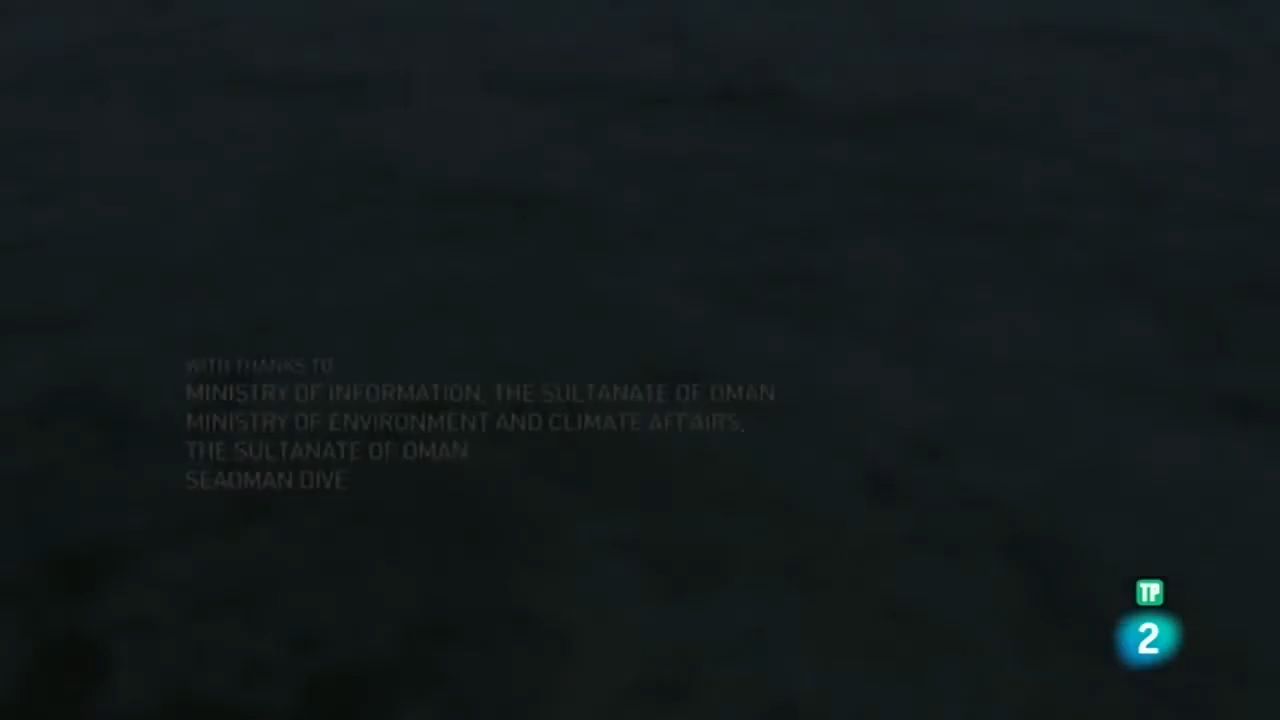 WITH THANKS TO
MINISTRY OF INFORMATION, THE SULTANATE OF OMAN
MINISTRY OF ENVIRONMENT AND CLIMATE AFFAIRS,
THE SULTANATE OF OMAN
SEAOMAN DIVE
TP
2